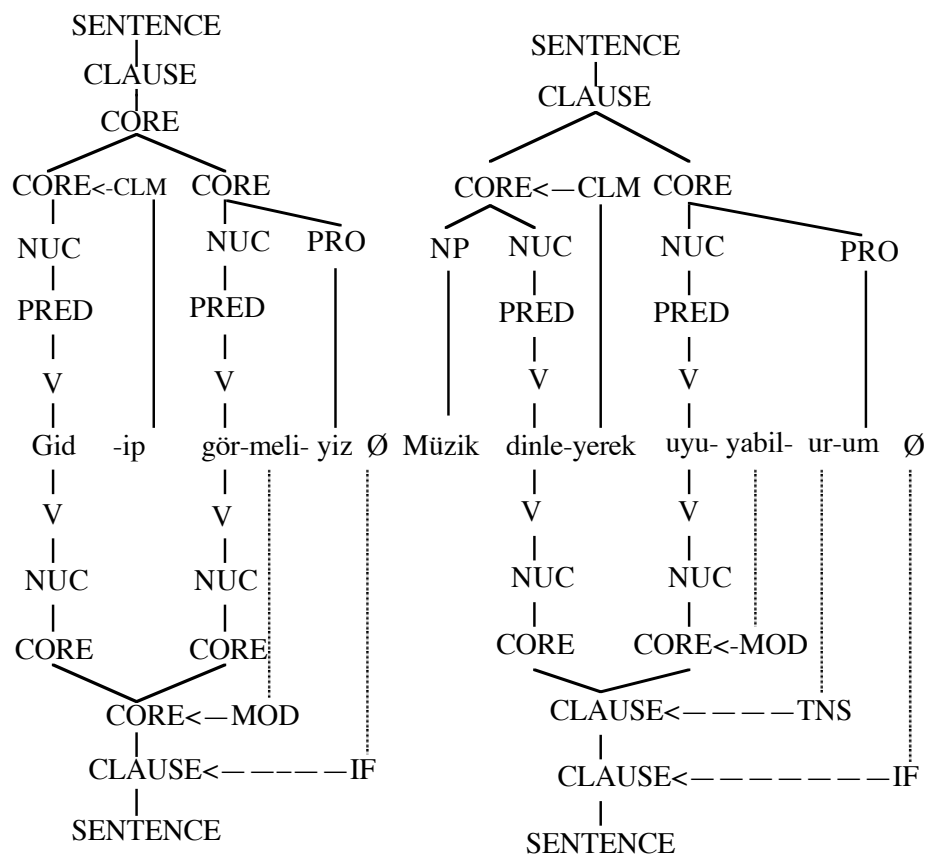 SENTENCE
SENTENCE
CLAUSE
CLAUSE
CORE
CORE<-CLM CORE
CORE<—CLM CORE
NUC NUC PRO
NP NUC NUC PRO
PRED PRED
PRED PRED
V V
V V
Gid -ip gör-meli- yiz Ø Müzik dinle-yerek uyu- yabil- ur-um Ø
V V
V V
NUC NUC
NUC NUC
CORE CORE
CORE CORE<-MOD
CORE<—MOD
CLAUSE<— — — —TNS
CLAUSE<— — – — —IF
CLAUSE<— — — — — — —IF
SENTENCE
SENTENCE